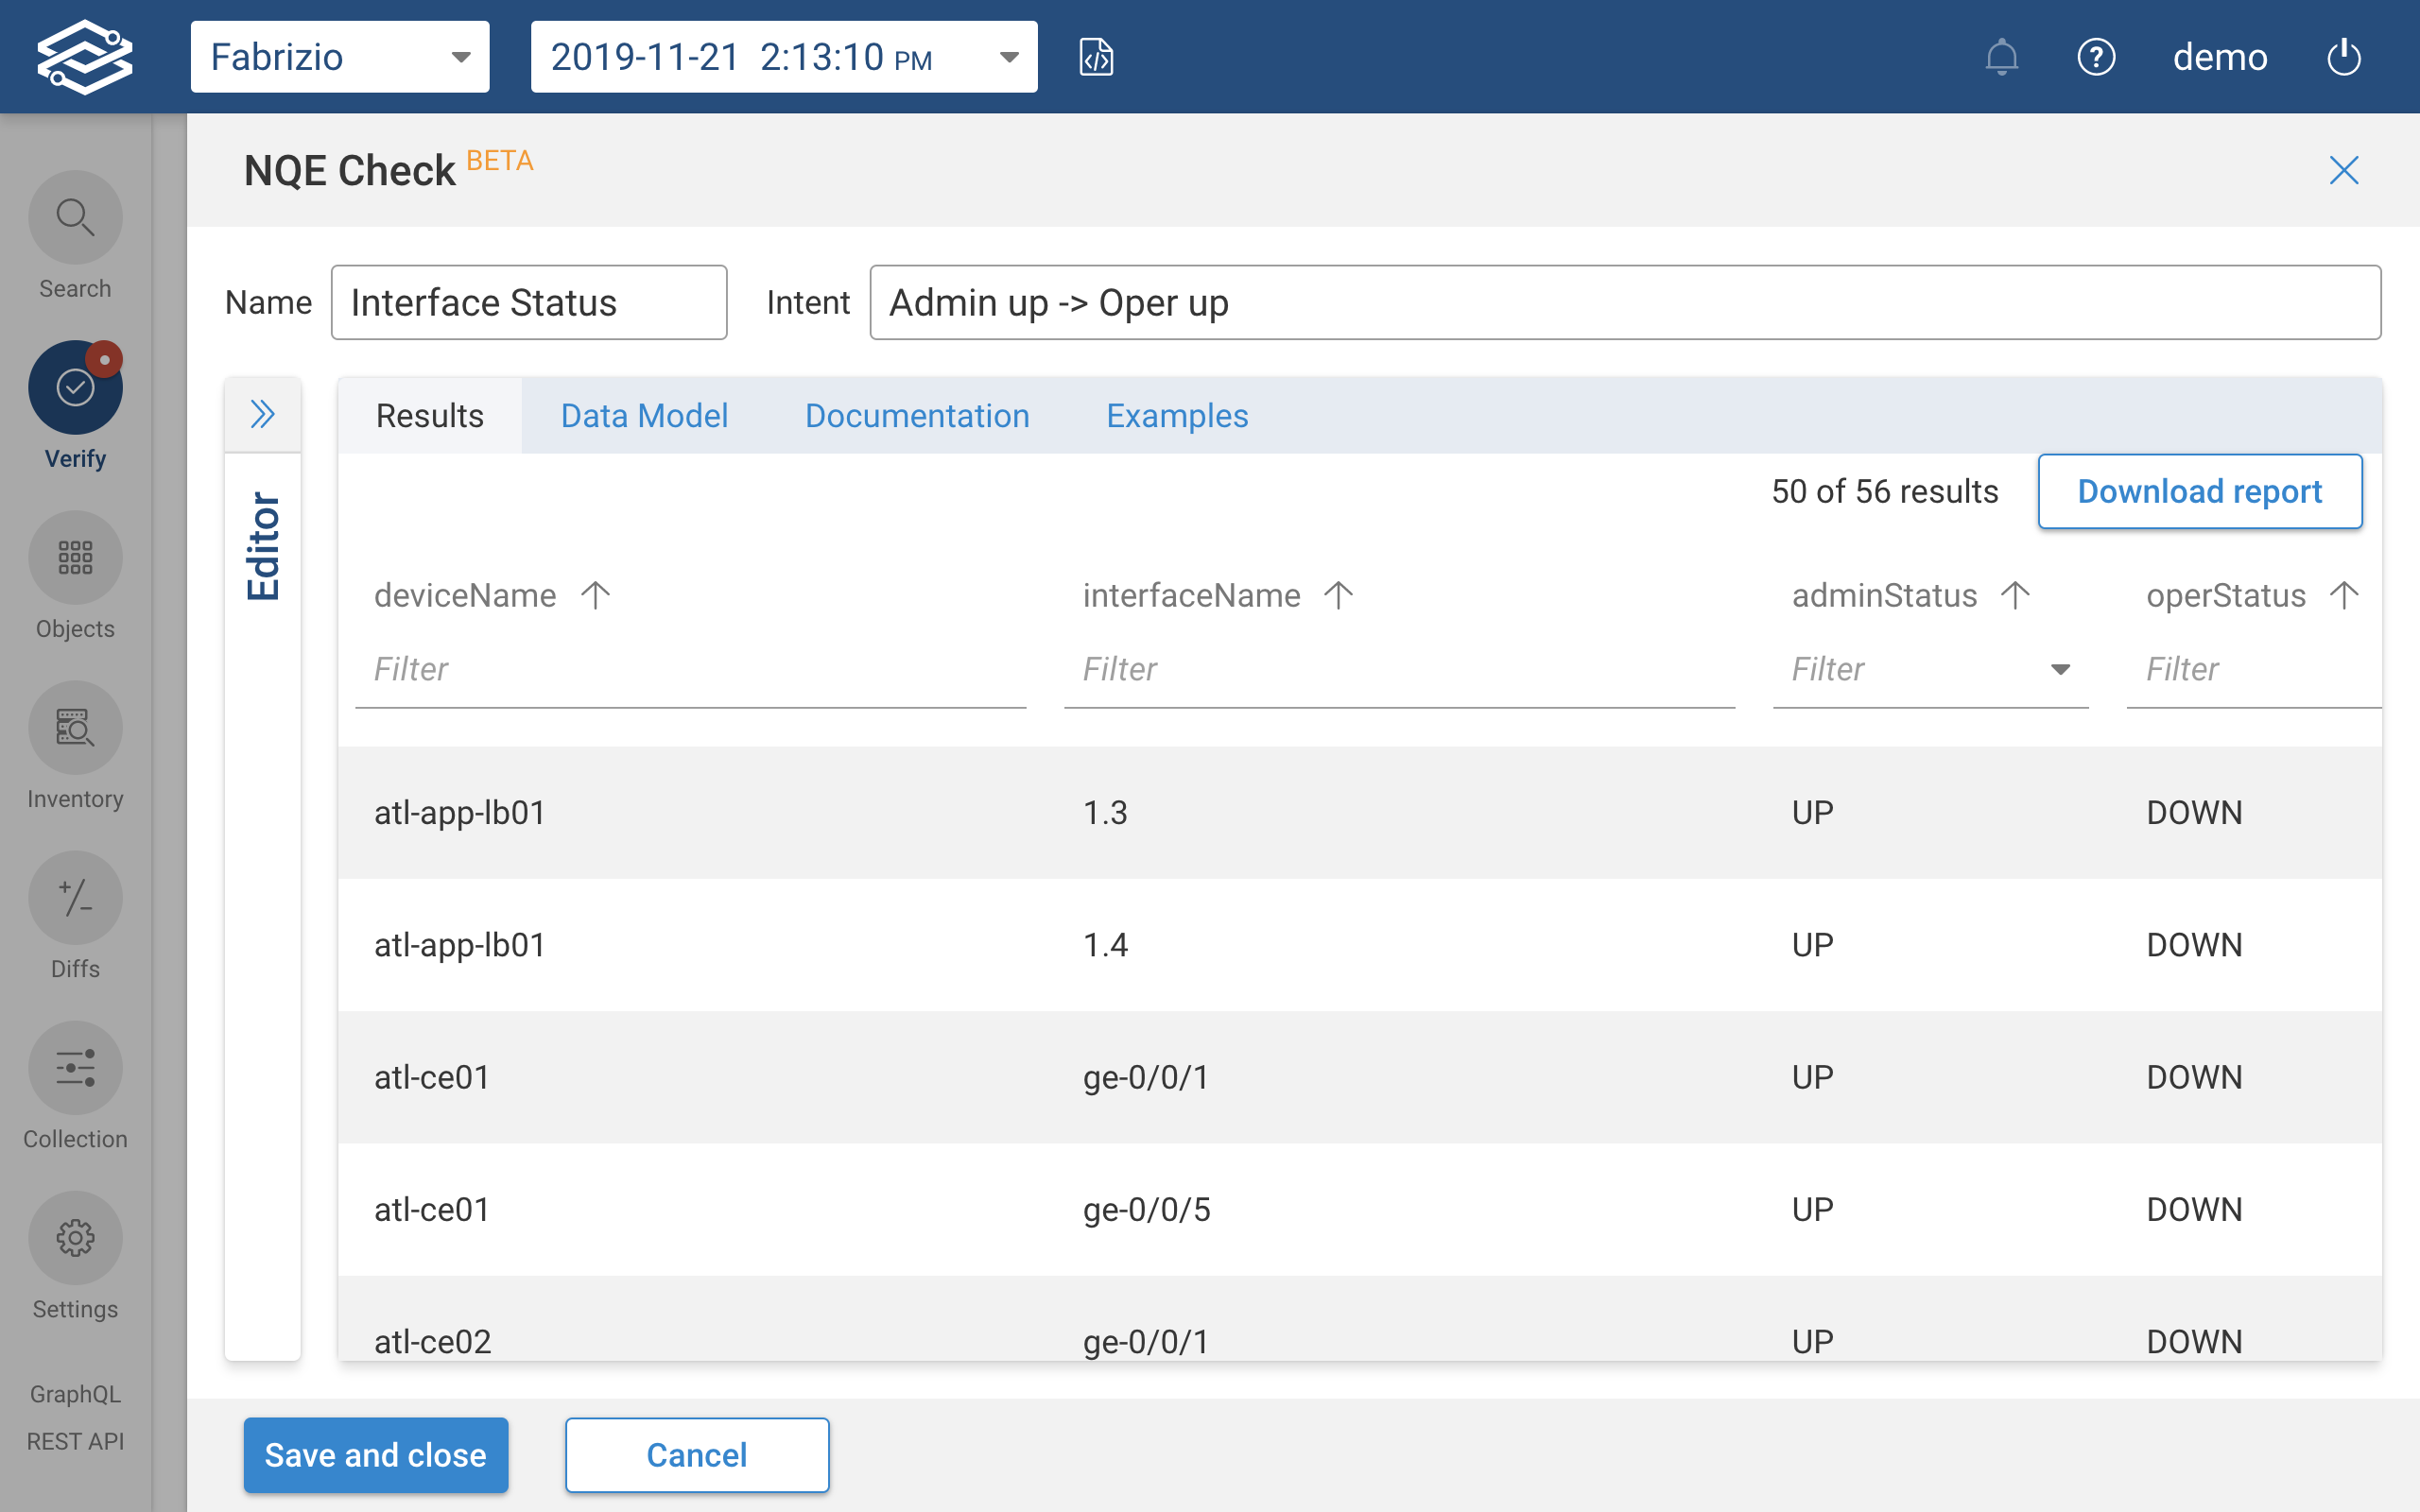 Fabrizio
2019-11-21 2:13:10 PM
demo
NQE Check BETA
Name Interface Status Intent Admin up -> Oper up
Search
Verify
Objects
Inventory
Diffs
Collection
Settings
GraphQL
REST API
Editor
Results Data Model Documentation Examples
50 of 56 results Download report
deviceName interfaceName adminStatus operStatus
Filter Filter Filter Filter
atl-app-lb01 1.3 UP DOWN
atl-app-lb01 1.4 UP DOWN
atl-ce01 ge-0/0/1 UP DOWN
atl-ce01 ge-0/0/5 UP DOWN
atl-ce02 ge-0/0/1 UP DOWN
Save and close Cancel